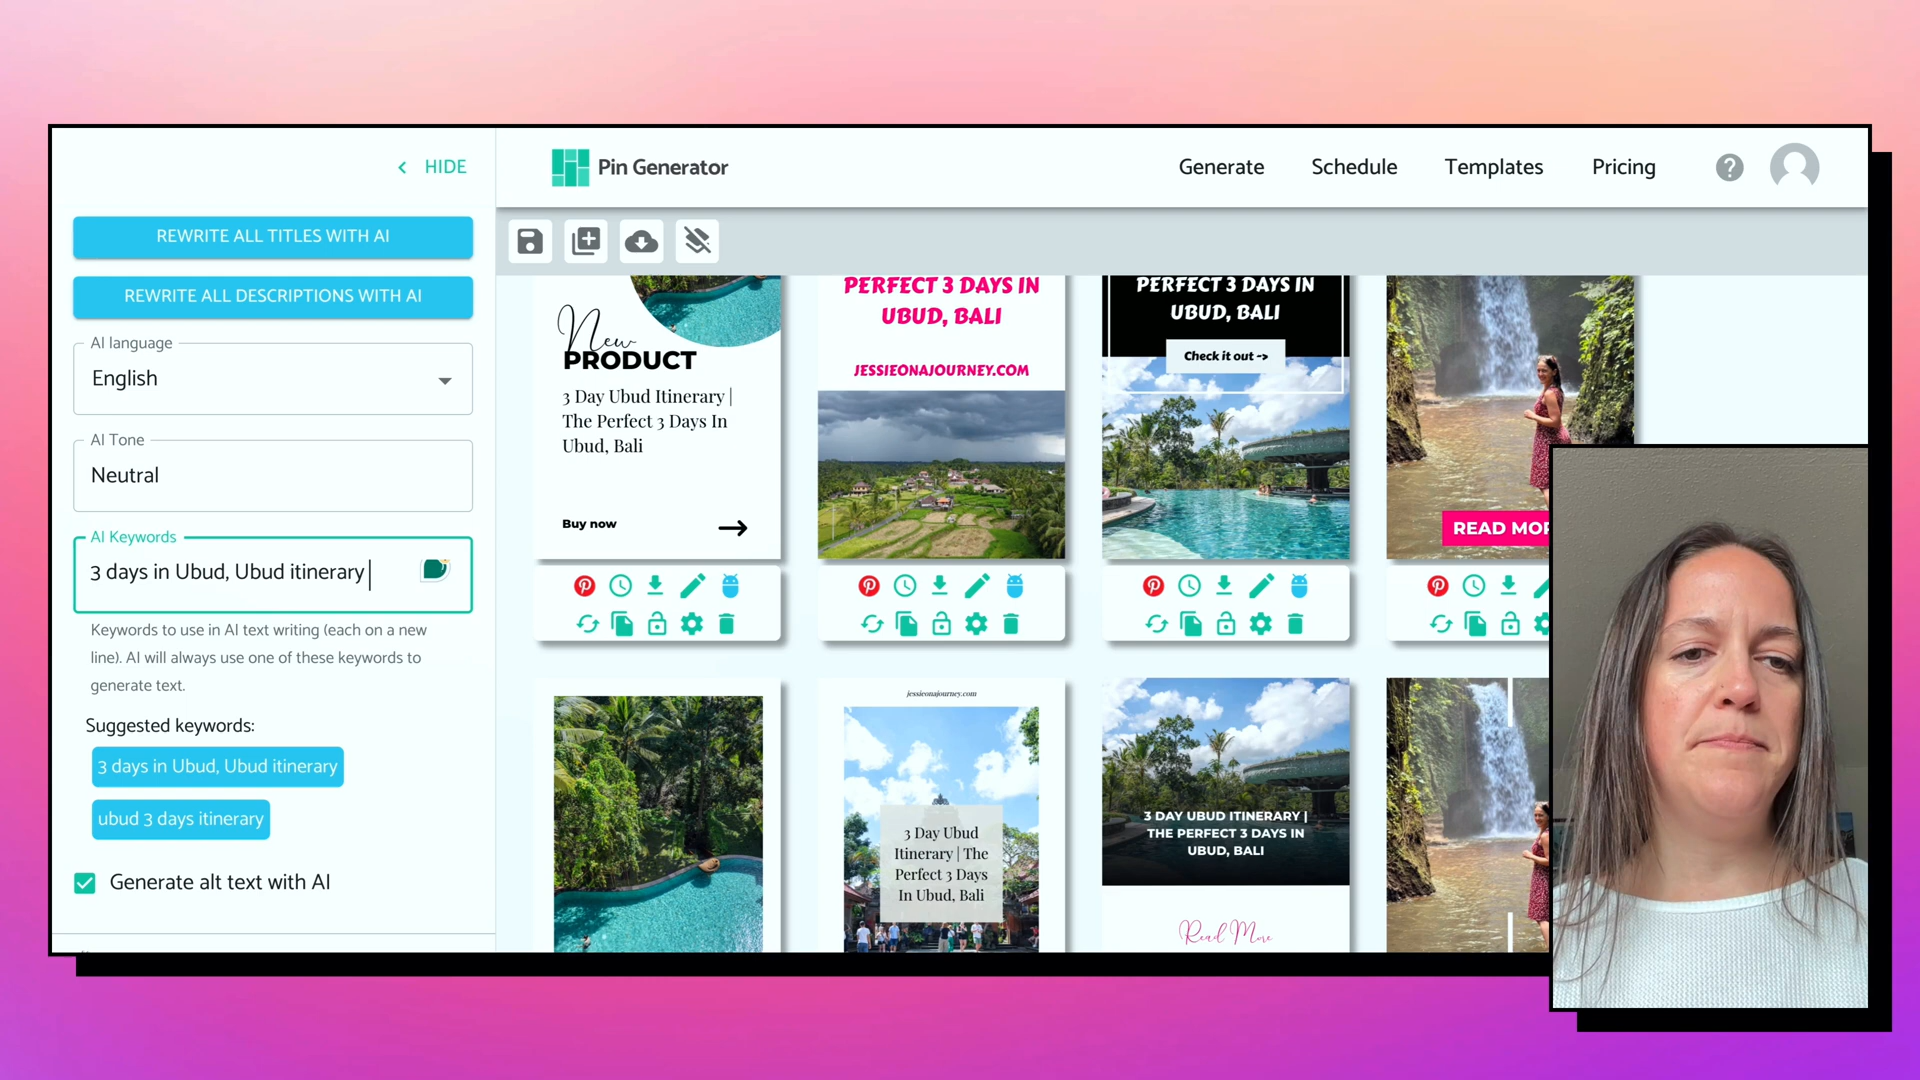 HIDE
REWRITE ALL TITLES WITH AI
REWRITE ALL DESCRIPTIONS WITH AI
AI language
English
AI Tone
Neutral
AI Keywords
3 days in Ubud, Ubud itinerary
Keywords to use in AI text writing (each on a new
line). AI will always use one of these keywords to
generate text.
Suggested keywords:
3 days in Ubud, Ubud itinerary
ubud 3 days itinerary
Generate alt text with AI
Pin Generator
Generate
Schedule
Templates
Pricing
New
PRODUCT
3 Day Ubud Itinerary |
The Perfect 3 Days In
Ubud, Bali
Buy now
PERFECT 3 DAYS IN
UBUD, BALI
JESSIEONAJOURNEY.COM
PERFECT 3 DAYS IN
UBUD, BALI
Check it out ->
READ MOR
jessieonajourney.com
3 Day Ubud
Itinerary | The
Perfect 3 Days
In Ubud, Bali
3 DAY UBUD ITINERARY |
THE PERFECT 3 DAYS IN
UBUD, BALI
Read More